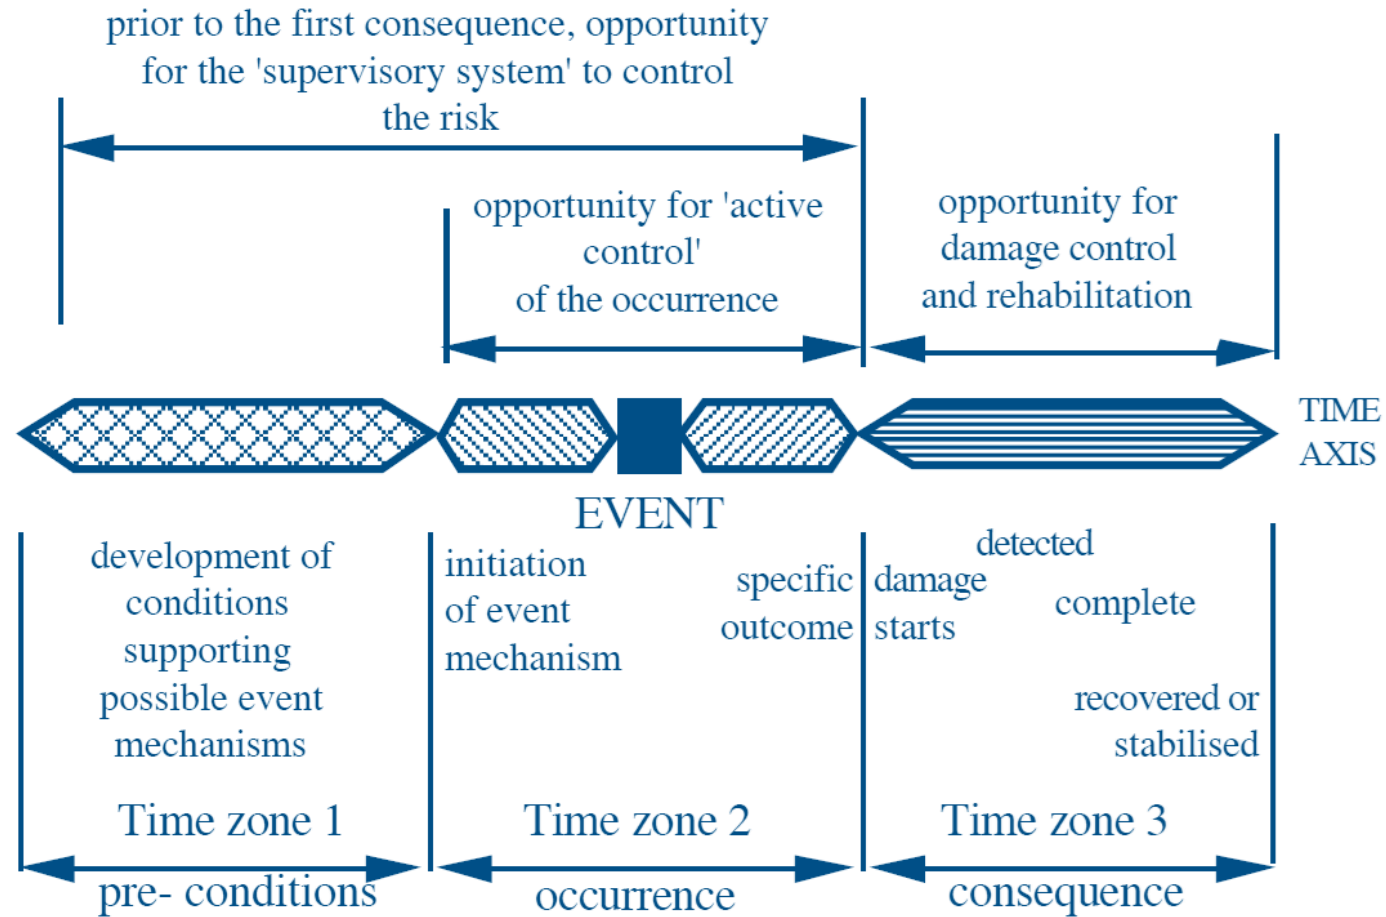 prior to the first consequence, opportunity
for the 'supervisory system' to control
the risk
opportunity for 'active
control'
of the occurrence
opportunity for
damage control
and rehabilitation
TIME
AXIS
EVENT
development of
conditions
supporting
possible event
mechanisms
initiation
of event
mechanism
specific
outcome
damage
starts
detected
complete
recovered or
stabilised
Time zone 1
Time zone 2
Time zone 3
pre- conditions
occurrence
consequence